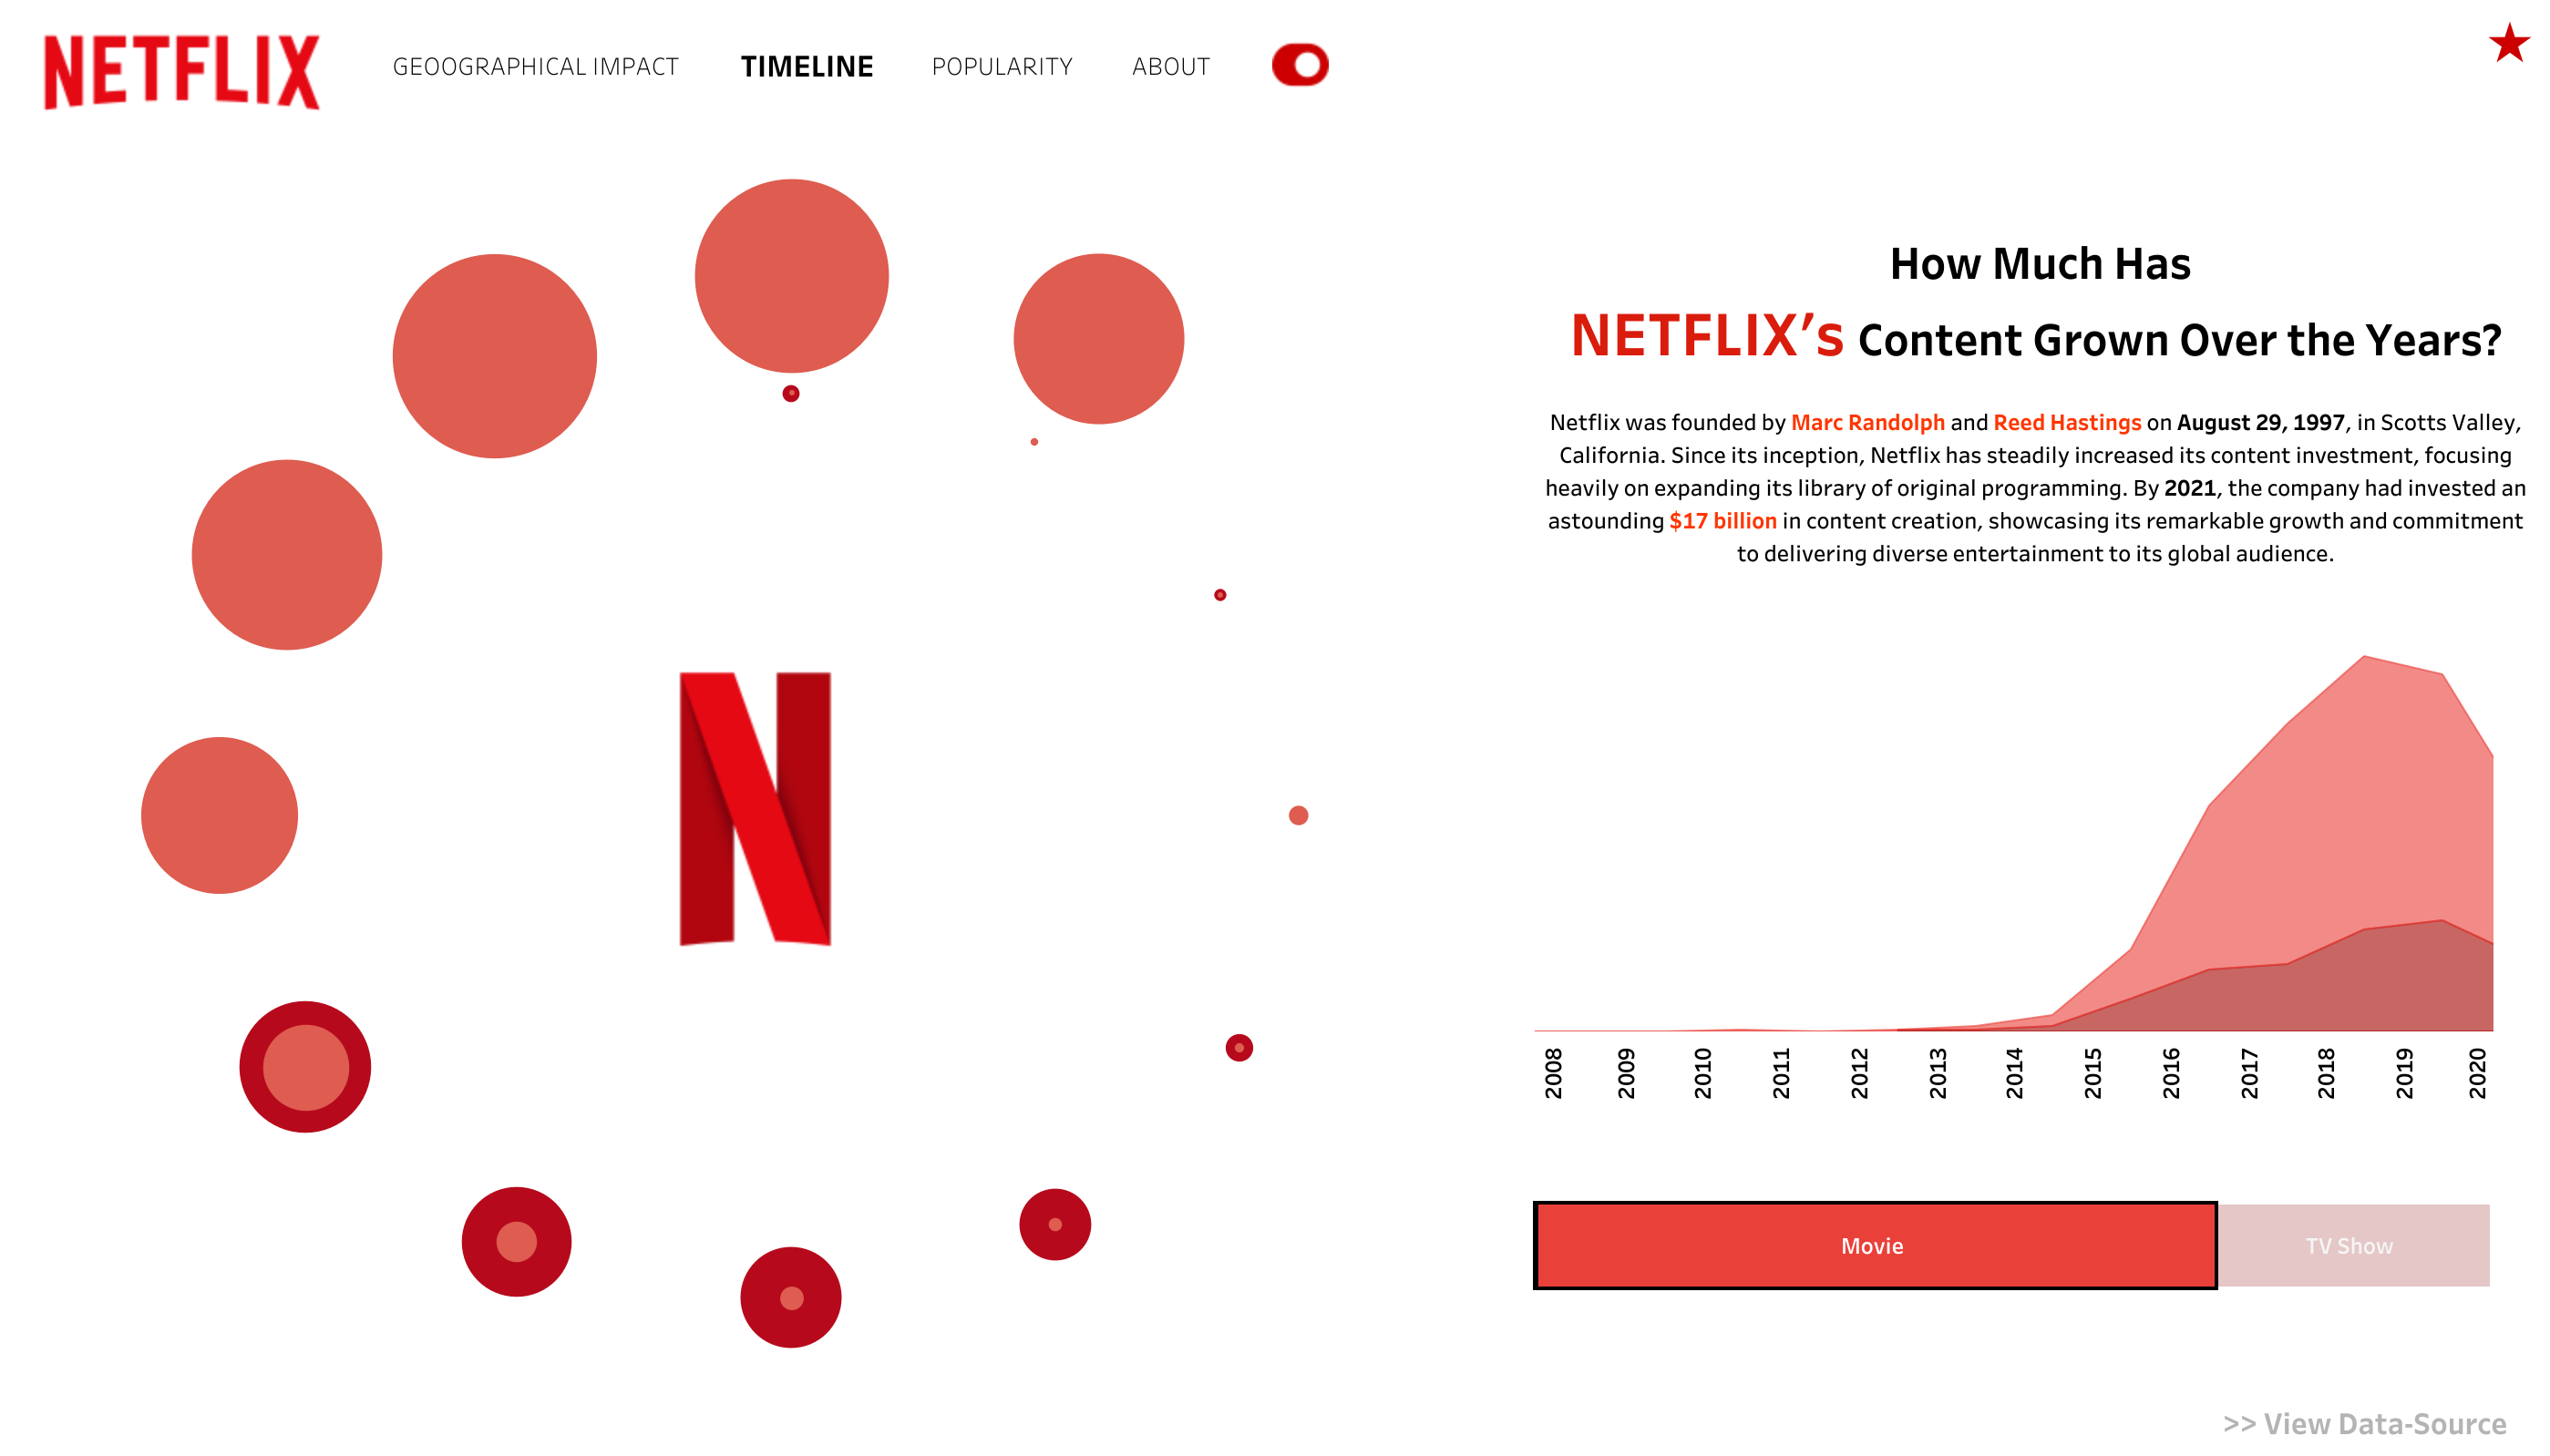 NETFLIX
GEOOGRAPHICAL IMPACT
TIMELINE
POPULARITY
ABOUT
How Much Has
NETFLIX's Content Grown Over the Years?
Netflix was founded by Marc Randolph and Reed Hastings on August 29, 1997, in Scotts Valley,
California. Since its inception, Netflix has steadily increased its content investment, focusing
heavily on expanding its library of original programming. By 2021, the company had invested an
astounding $17 billion in content creation, showcasing its remarkable growth and commitment
to delivering diverse entertainment to its global audience.
N
2008
2009
2010
2011
2012
2013
2014
2015
2016
2017
2018
2019
2020
Movie
TV Show
>> View Data-Source